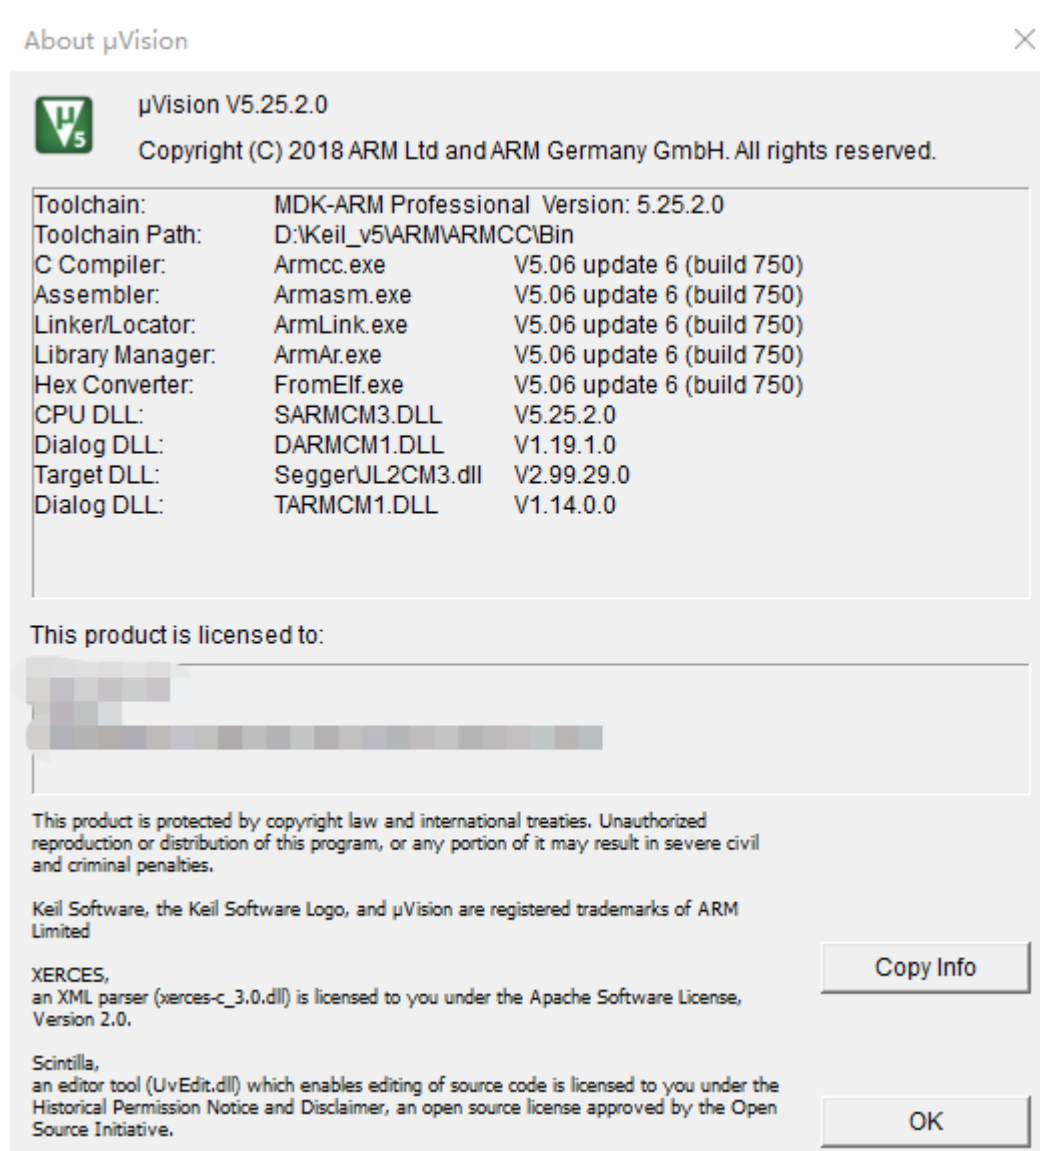 About µVision
µVision V5.25.2.0
Copyright (C) 2018 ARM Ltd and ARM Germany GmbH. All rights reserved.
Toolchain: MDK-ARM Professional Version: 5.25.2.0
Toolchain Path: D:\Keil_v5\ARM\ARMCC\Bin
C Compiler: Armcc.exe V5.06 update 6 (build 750)
Assembler: Armasm.exe V5.06 update 6 (build 750)
Linker/Locator: ArmLink.exe V5.06 update 6 (build 750)
Library Manager: ArmAr.exe V5.06 update 6 (build 750)
Hex Converter: FromElf.exe V5.06 update 6 (build 750)
CPU DLL: SARMCM3.DLL V5.25.2.0
Dialog DLL: DARMCM1.DLL V1.19.1.0
Target DLL: Segger\JL2CM3.dll V2.99.29.0
Dialog DLL: TARMCM1.DLL V1.14.0.0
This product is licensed to:
This product is protected by copyright law and international treaties. Unauthorized
reproduction or distribution of this program, or any portion of it may result in severe civil
and criminal penalties.
Keil Software, the Keil Software Logo, and µVision are registered trademarks of ARM
Limited
XERCES,
an XML parser (xerces-c_3.0.dll) is licensed to you under the Apache Software License,
Version 2.0.
Scintilla,
an editor tool (UvEdit.dll) which enables editing of source code is licensed to you under the
Historical Permission Notice and Disclaimer, an open source license approved by the Open
Source Initiative.
Copy Info
OK